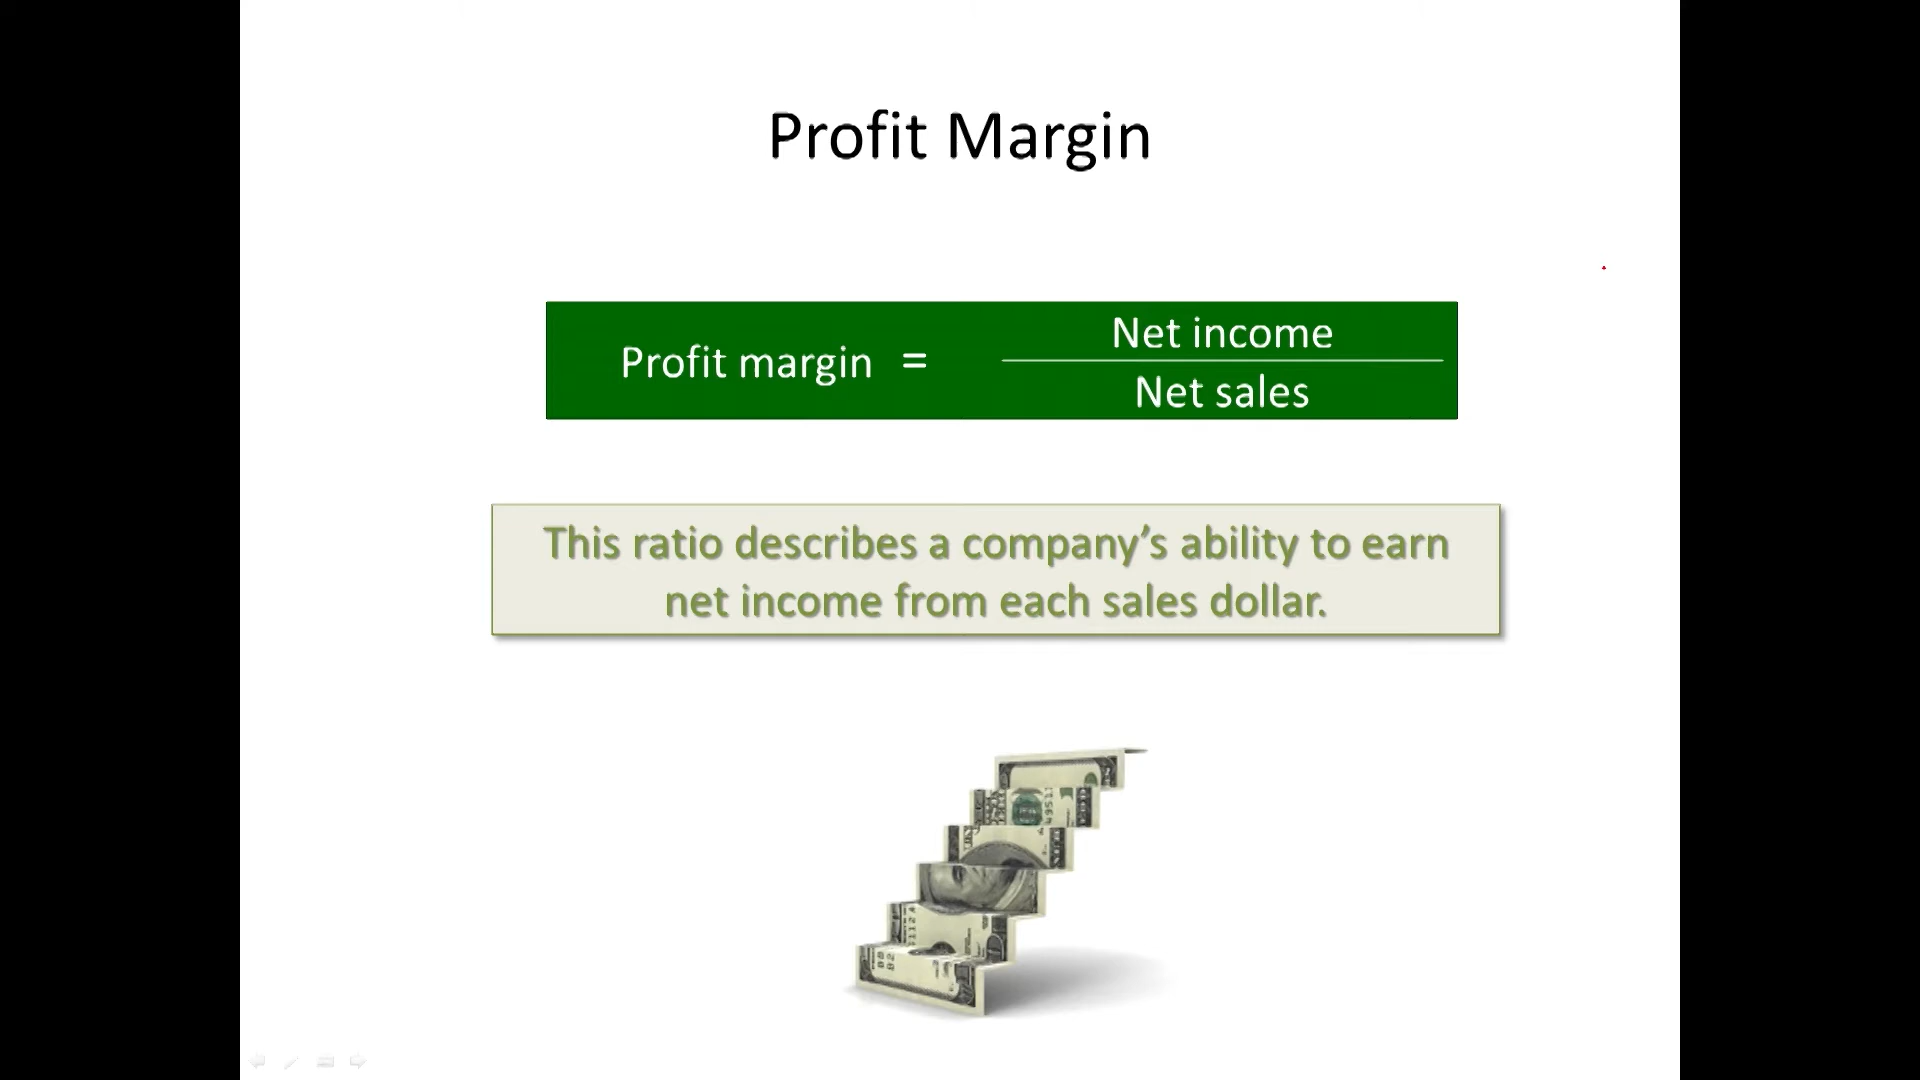 Profit Margin
Profit margin =
Net income
Net sales
This ratio describes a company’s ability to earn
net income from each sales dollar.